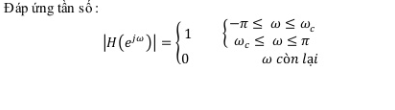 Đáp ứng tần số :
|H(e^{jω})| = {1 {−π ≤ ω ≤ ω_c
ω_c ≤ ω ≤ π
0 ω còn lại